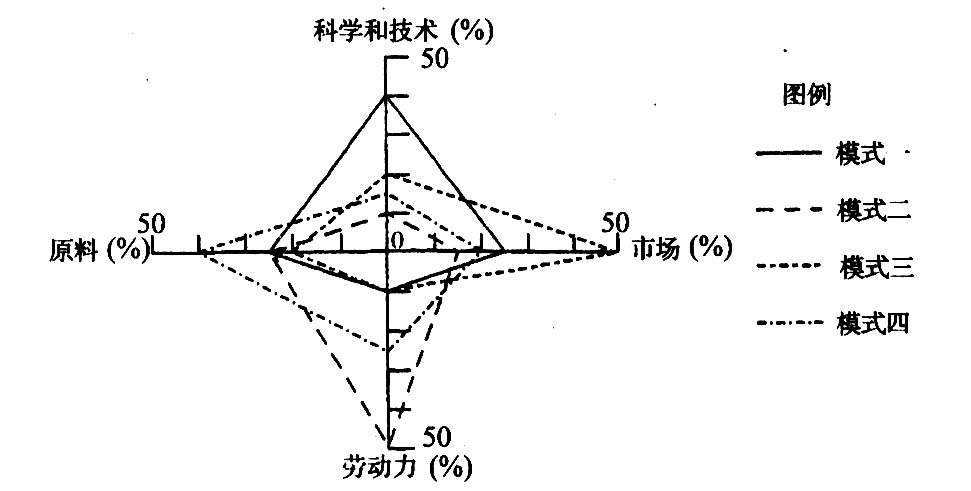 科学和技术 (%)
50
图例
模式
50
50
模式二
原料 (%)
0
市场 (%)
模式三
模式四
50
劳动力 (%)